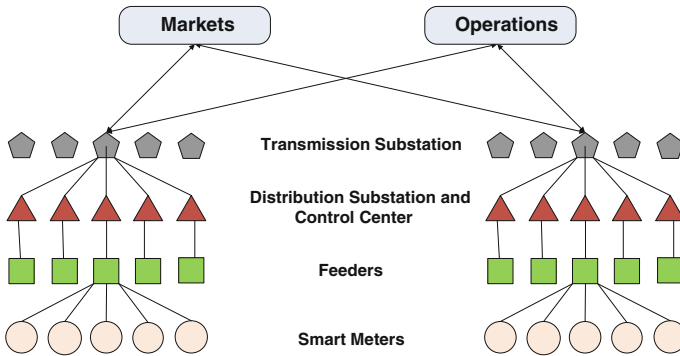 Markets
Operations
Transmission Substation
Distribution Substation and
Control Center
Feeders
Smart Meters